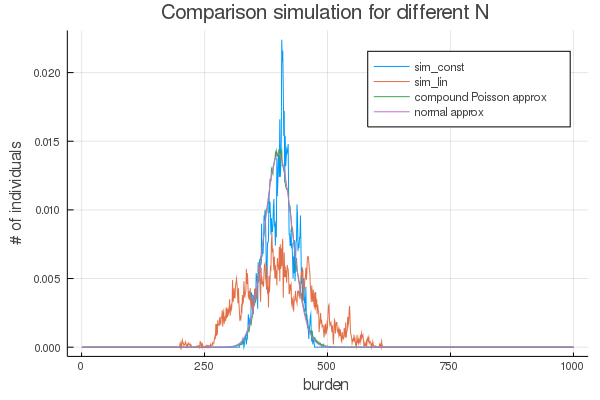 Comparison simulation for different N
# of individuals
0.020
0.015
0.010
0.005
0.000
sim_const
sim_lin
compound Poisson approx
normal approx
0
250
500
750
1000
burden